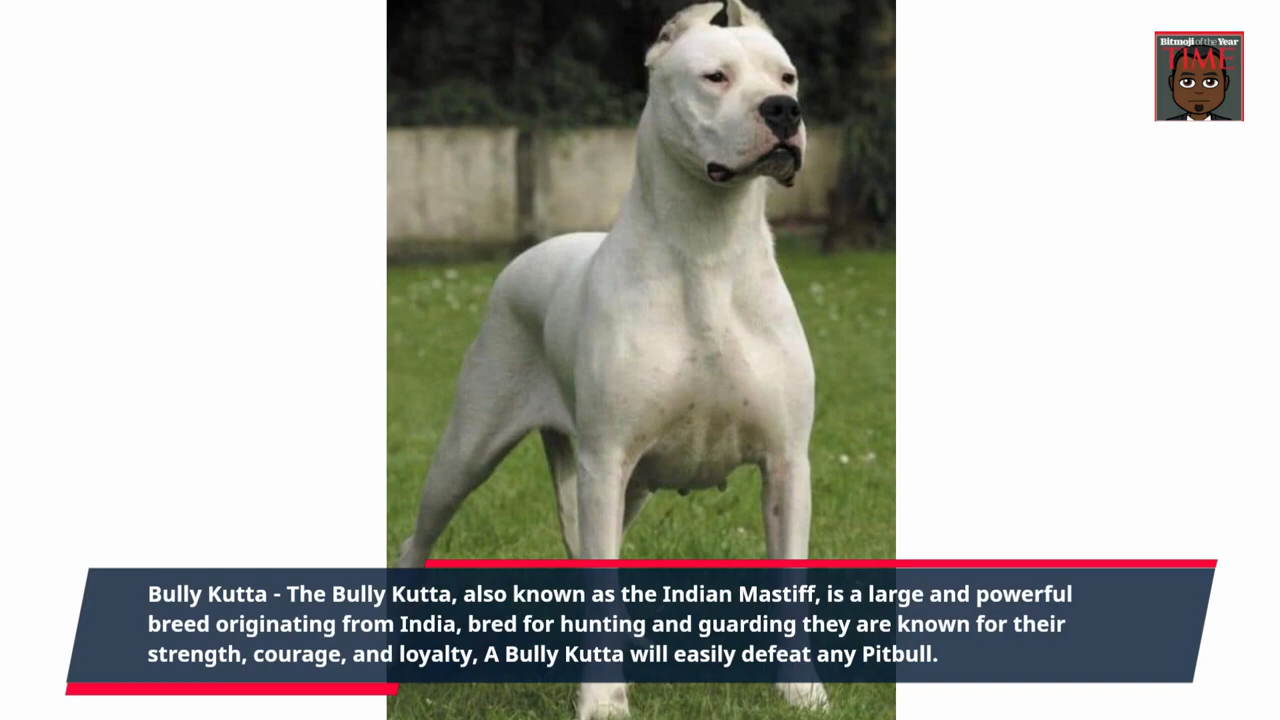 Bitmoji of the Year
TIME
Bully Kutta - The Bully Kutta, also known as the Indian Mastiff, is a large and powerful
breed originating from India, bred for hunting and guarding they are known for their
strength, courage, and loyalty, A Bully Kutta will easily defeat any Pitbull.